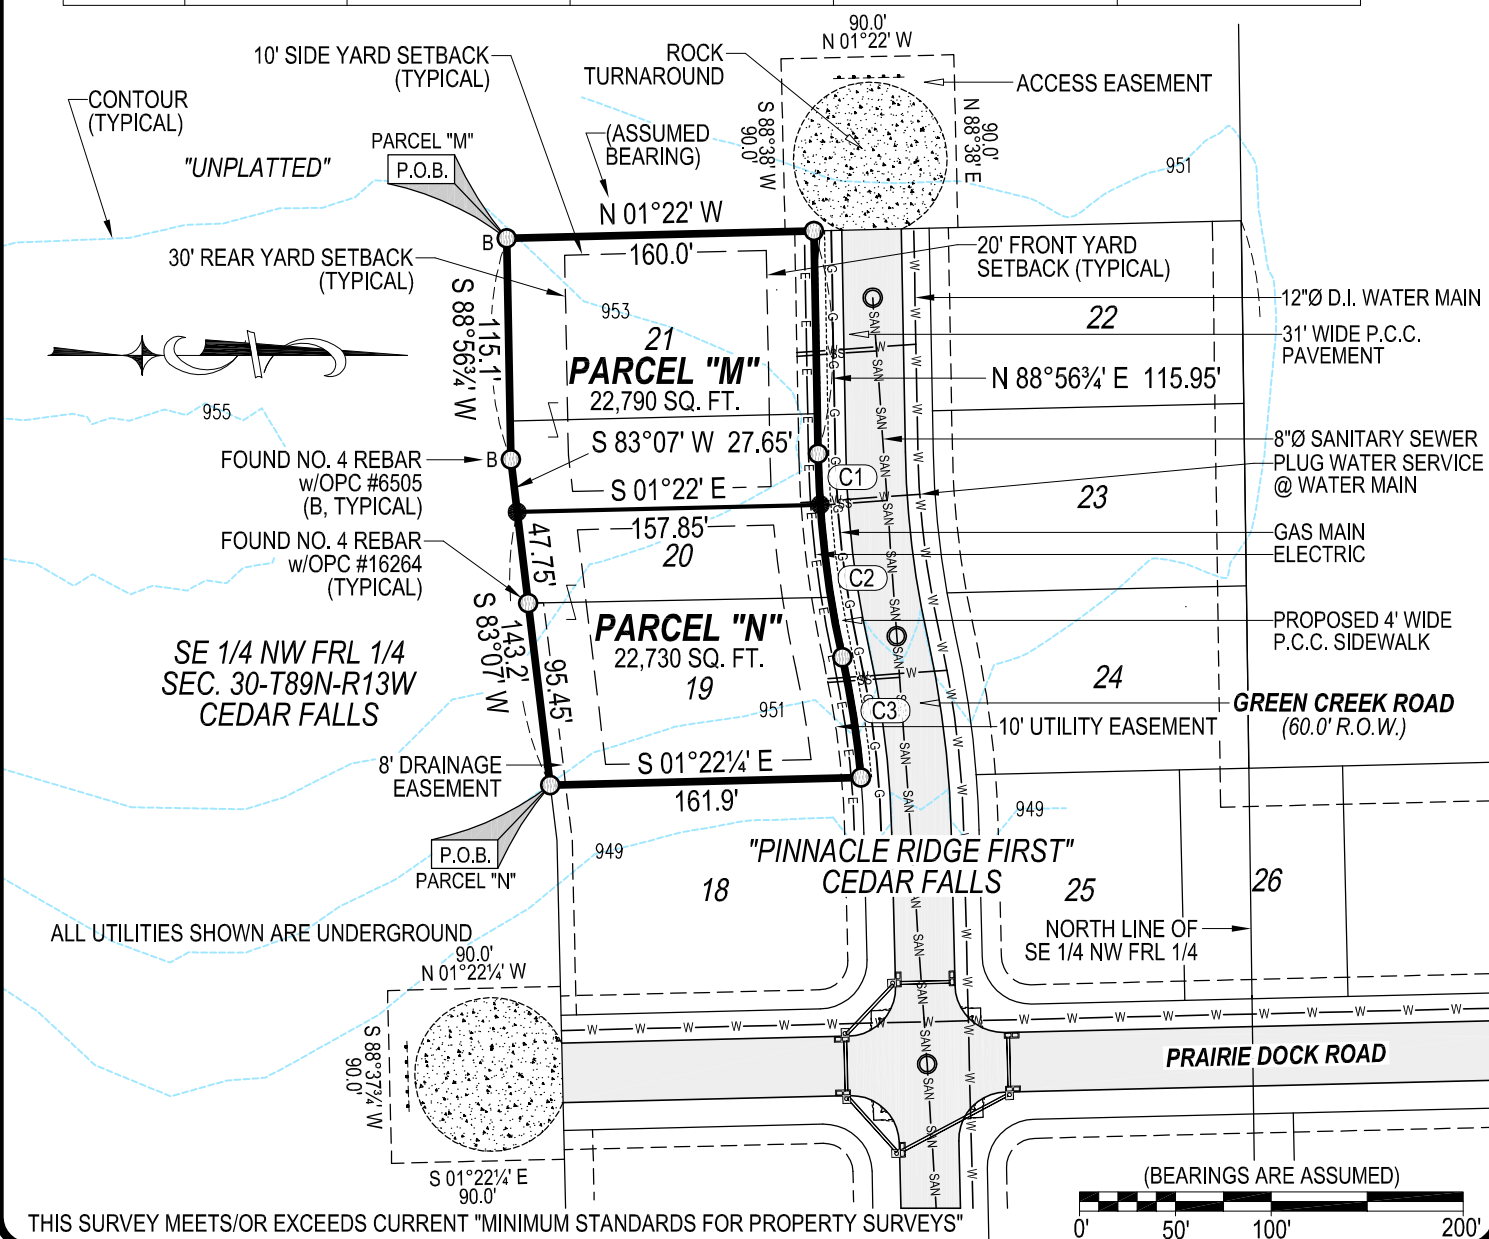 90.0'
N 01°22' W
10' SIDE YARD SETBACK
(TYPICAL)
ROCK
TURNAROUND
ACCESS EASEMENT
CONTOUR
(TYPICAL)
PARCEL "M"
P.O.B.
(ASSUMED
BEARING)
S 88°38' W
90.0'
90.0'
N 88°38' E
951
"UNPLATTED"
N 01°22' W
160.0'
B
30' REAR YARD SETBACK
(TYPICAL)
20' FRONT YARD
SETBACK (TYPICAL)
12"Ø D.I. WATER MAIN
31' WIDE P.C.C.
PAVEMENT
953
21
PARCEL "M"
22,790 SQ. FT.
115.1'
S 88°56¾' W
22
N 88°56¾' E 115.95'
955
S 83°07' W 27.65'
FOUND NO. 4 REBAR
w/OPC #6505
(B, TYPICAL)
B
C1
8"Ø SANITARY SEWER
PLUG WATER SERVICE
@ WATER MAIN
S 01°22' E
157.85'
23
FOUND NO. 4 REBAR
w/OPC #16264
(TYPICAL)
47.75'
20
C2
GAS MAIN
ELECTRIC
PARCEL "N"
22,730 SQ. FT.
19
143.2'
S 83°07' W
95.45'
PROPOSED 4' WIDE
P.C.C. SIDEWALK
SE 1/4 NW FRL 1/4
SEC. 30-T89N-R13W
CEDAR FALLS
24
GREEN CREEK ROAD
(60.0' R.O.W.)
951
C3
10' UTILITY EASEMENT
8' DRAINAGE
EASEMENT
S 01°22¼' E
161.9'
949
949
P.O.B.
PARCEL "N"
"PINNACLE RIDGE FIRST"
CEDAR FALLS
18
25
26
NORTH LINE OF
SE 1/4 NW FRL 1/4
ALL UTILITIES SHOWN ARE UNDERGROUND
90.0'
N 01°22¼' W
S 88°37¾' W
90.0'
S 01°22¼' E
90.0'
W W W W W W W W W W W W W W W W
SAN SAN SAN SAN SAN SAN SAN SAN SAN
G G G G G G
E E E E E E
WS
PRAIRIE DOCK ROAD
(BEARINGS ARE ASSUMED)
0' 50' 100' 200'
THIS SURVEY MEETS/OR EXCEEDS CURRENT "MINIMUM STANDARDS FOR PROPERTY SURVEYS"